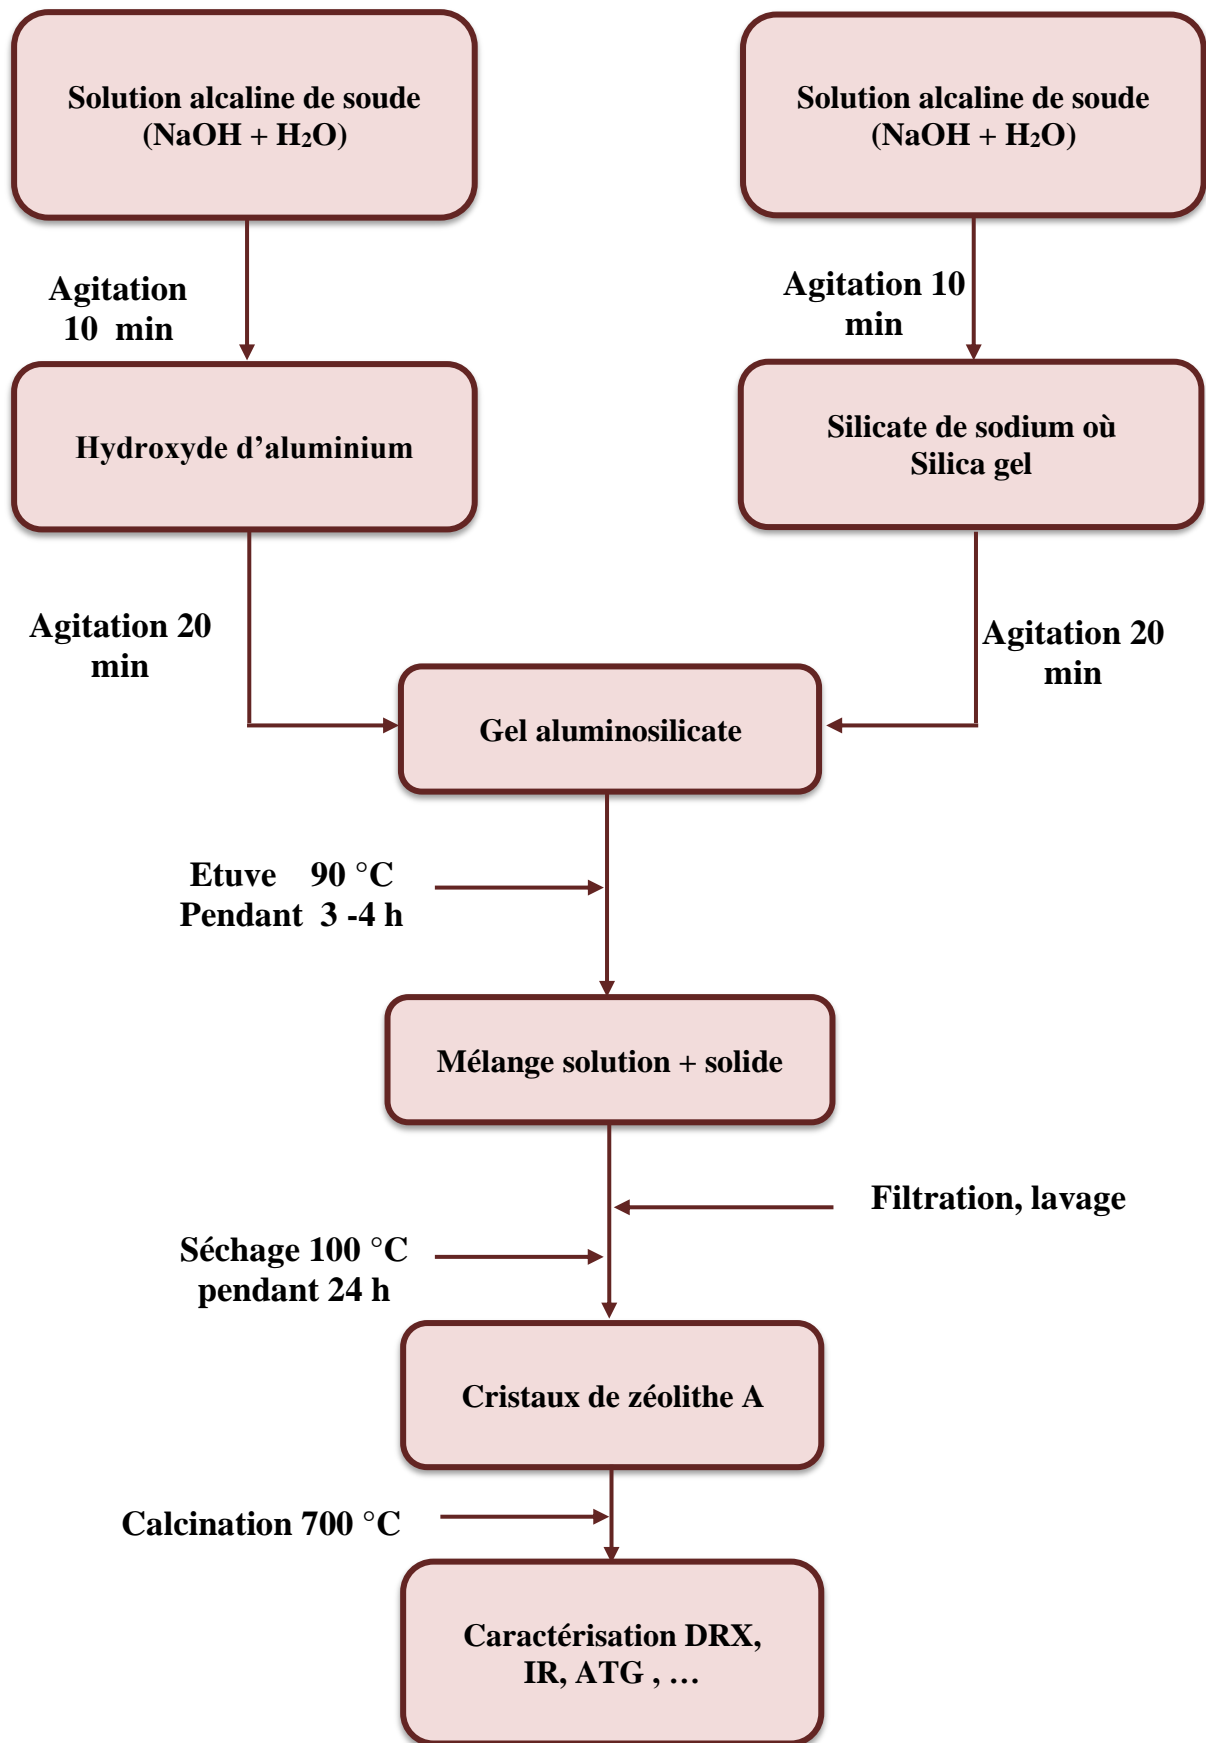 Solution alcaline de soude
(NaOH + H₂O)
Solution alcaline de soude
(NaOH + H₂O)
Agitation
10 min
Agitation 10
min
Hydroxyde d’aluminium
Silicate de sodium où
Silica gel
Agitation 20
min
Agitation 20
min
Gel aluminosilicate
Etuve 90 °C
Pendant 3 -4 h
Mélange solution + solide
Filtration, lavage
Séchage 100 °C
pendant 24 h
Cristaux de zéolithe A
Calcination 700 °C
Caractérisation DRX,
IR, ATG , …